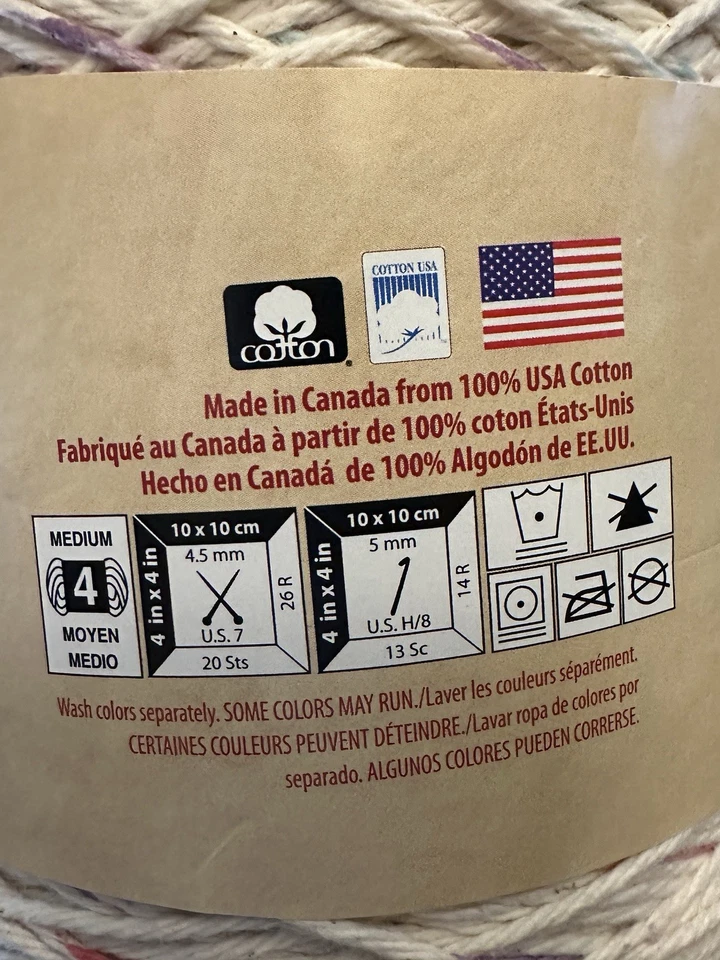 cotton
COTTON USA
Made in Canada from 100% USA Cotton
Fabriqué au Canada à partir de 100% coton États-Unis
Hecho en Canadá de 100% Algodón de EE.UU.
MEDIUM
4
MOYEN
MEDIO
10 x 10 cm
4 in x 4 in
4.5 mm
U.S. 7
26 R
20 Sts
10 x 10 cm
4 in x 4 in
5 mm
U.S. H/8
14 R
13 Sc
Wash colors separately. SOME COLORS MAY RUN./Laver les couleurs séparément.
CERTAINES COULEURS PEUVENT DÉTEINDRE./Lavar ropa de colores por
separado. ALGUNOS COLORES PUEDEN CORRERSE.